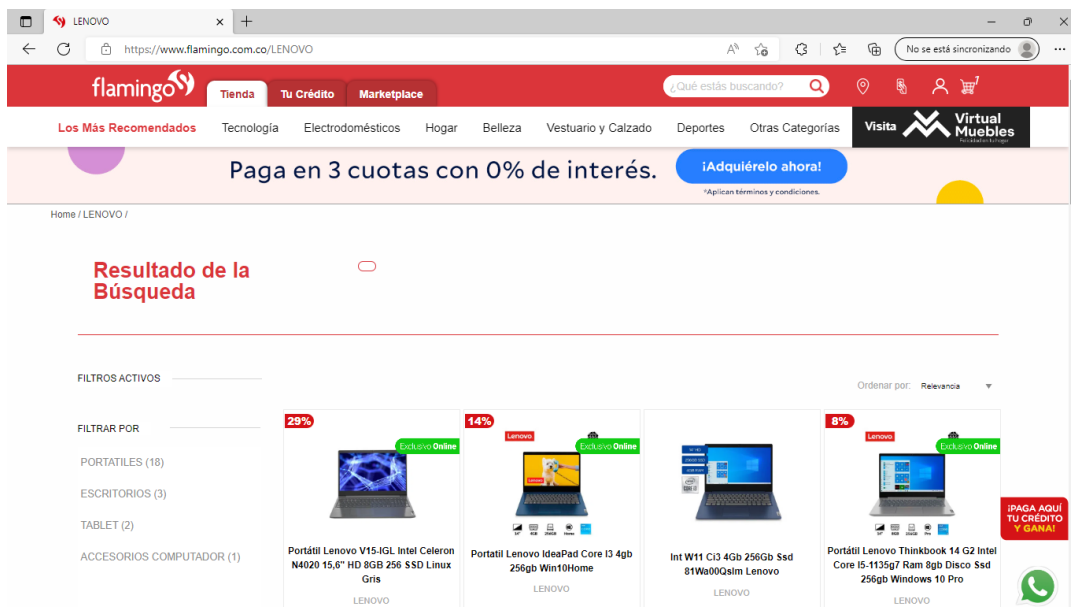 LENOVO
https://www.flamingo.com.co/LENOVO
No se está sincronizando
flamingo
Tienda
Tu Crédito
Marketplace
¿Qué estás buscando?
7
Los Más Recomendados
Tecnología
Electrodomésticos
Hogar
Belleza
Vestuario y Calzado
Deportes
Otras Categorías
Visita
Virtual
Muebles
Paga en 3 cuotas con 0% de interés.
¡Adquiérelo ahora!
*Aplican términos y condiciones.
Home / LENOVO /
Resultado de la
Búsqueda
FILTROS ACTIVOS
Ordenar por:
Relevancia
FILTRAR POR
PORTATILES (18)
ESCRITORIOS (3)
TABLET (2)
ACCESORIOS COMPUTADOR (1)
29%
Exclusivo Online
Portátil Lenovo V15-IGL Intel Celeron
N4020 15,6" HD 8GB 256 SSD Linux
Gris
LENOVO
14%
Lenovo
Exclusivo Online
Portatil Lenovo IdeaPad Core I3 4gb
256gb Win10Home
LENOVO
Int W11 Ci3 4Gb 256Gb Ssd
81Wa00Qslm Lenovo
LENOVO
8%
Lenovo
Exclusivo Online
Portátil Lenovo Thinkbook 14 G2 Intel
Core I5-1135g7 Ram 8gb Disco Ssd
256gb Windows 10 Pro
LENOVO
¡PAGA AQUÍ
TU CRÉDITO
Y GANA!